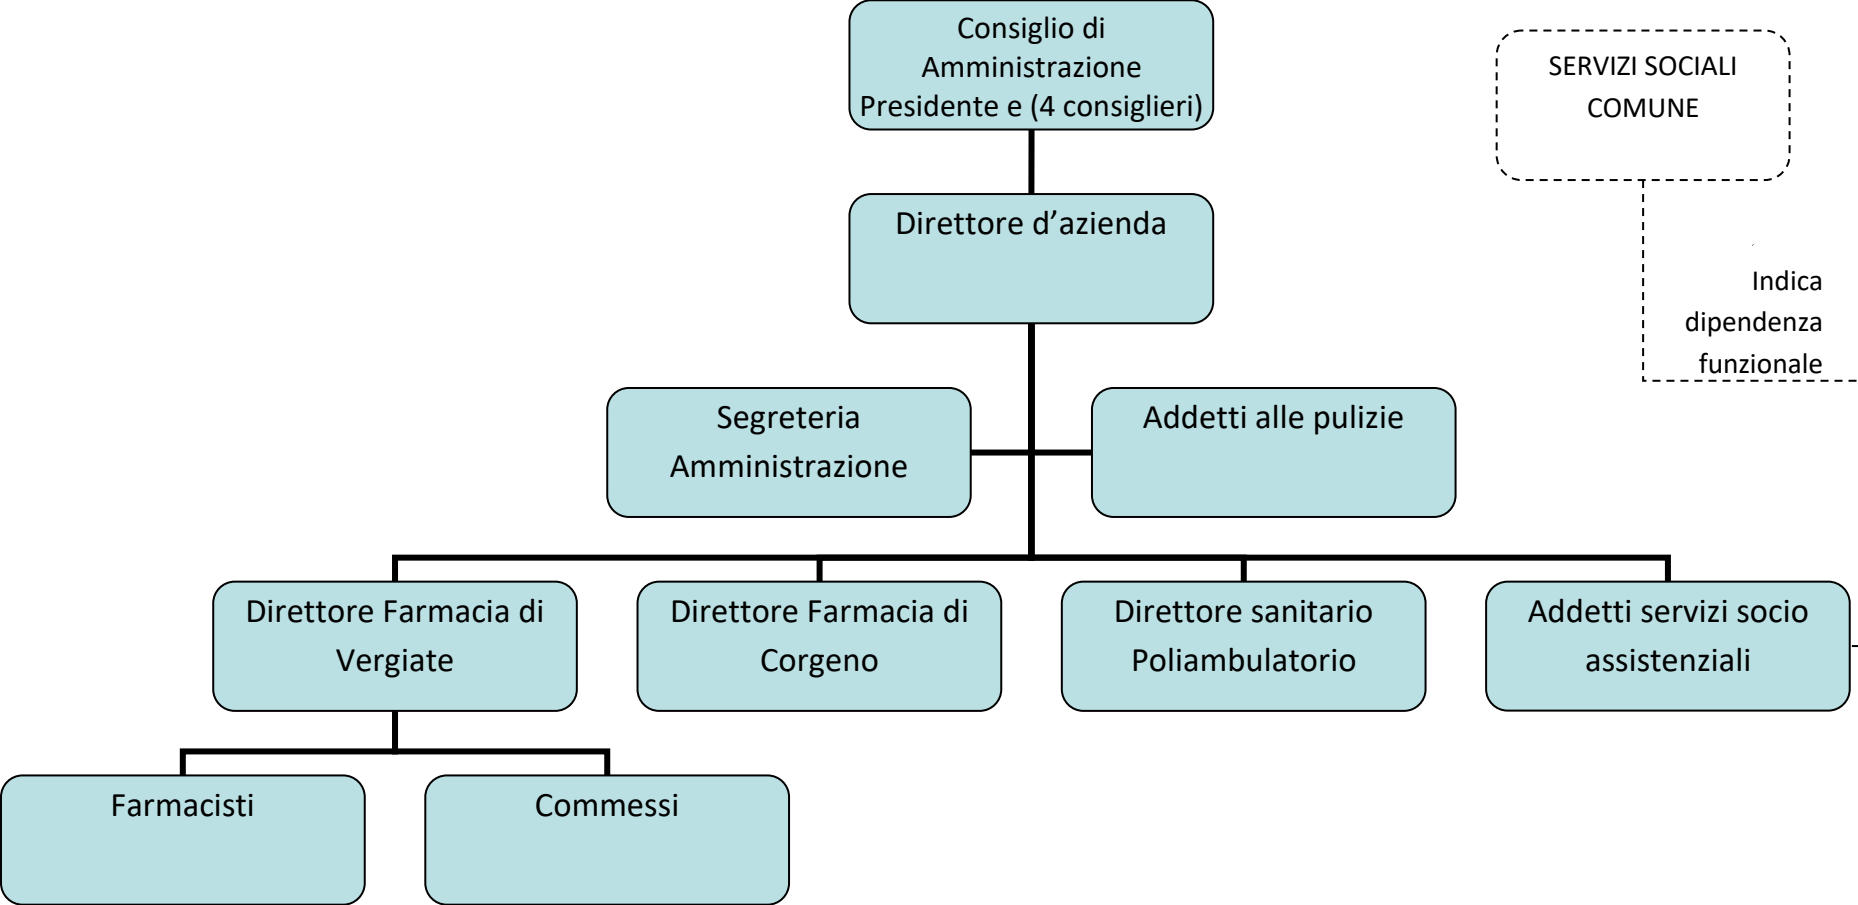 Consiglio di
Amministrazione
Presidente e (4 consiglieri)
SERVIZI SOCIALI
COMUNE
Direttore d’azienda
Indica
dipendenza
funzionale
Segreteria
Amministrazione
Addetti alle pulizie
Direttore Farmacia di
Vergiate
Direttore Farmacia di
Corgeno
Direttore sanitario
Poliambulatorio
Addetti servizi socio
assistenziali
Farmacisti
Commessi